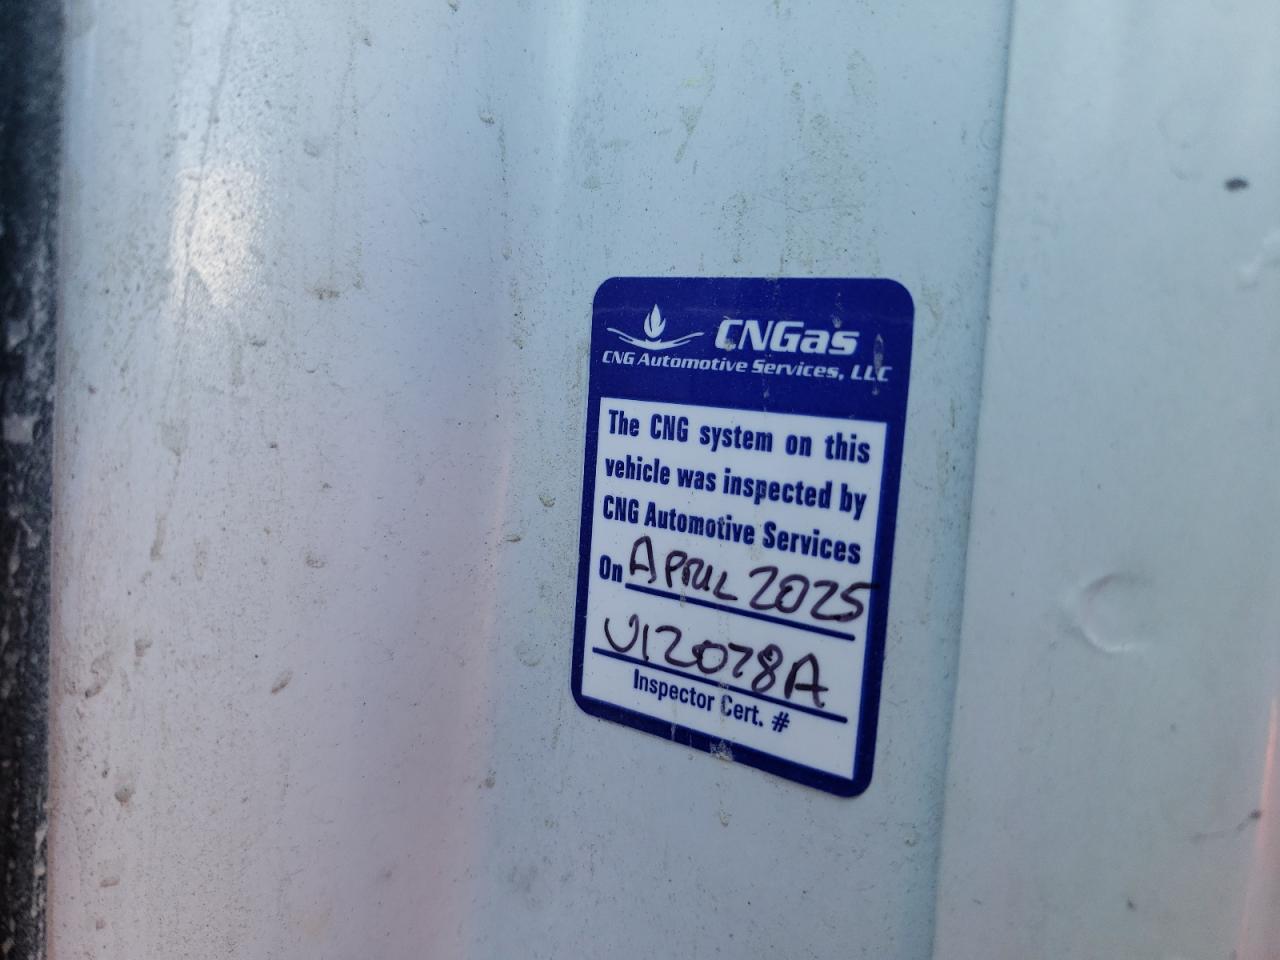 CNGas
CNG Automotive Services, LLC
The CNG system on this
vehicle was inspected by
CNG Automotive Services
On APRIL 2025
U12078A
Inspector Cert. #